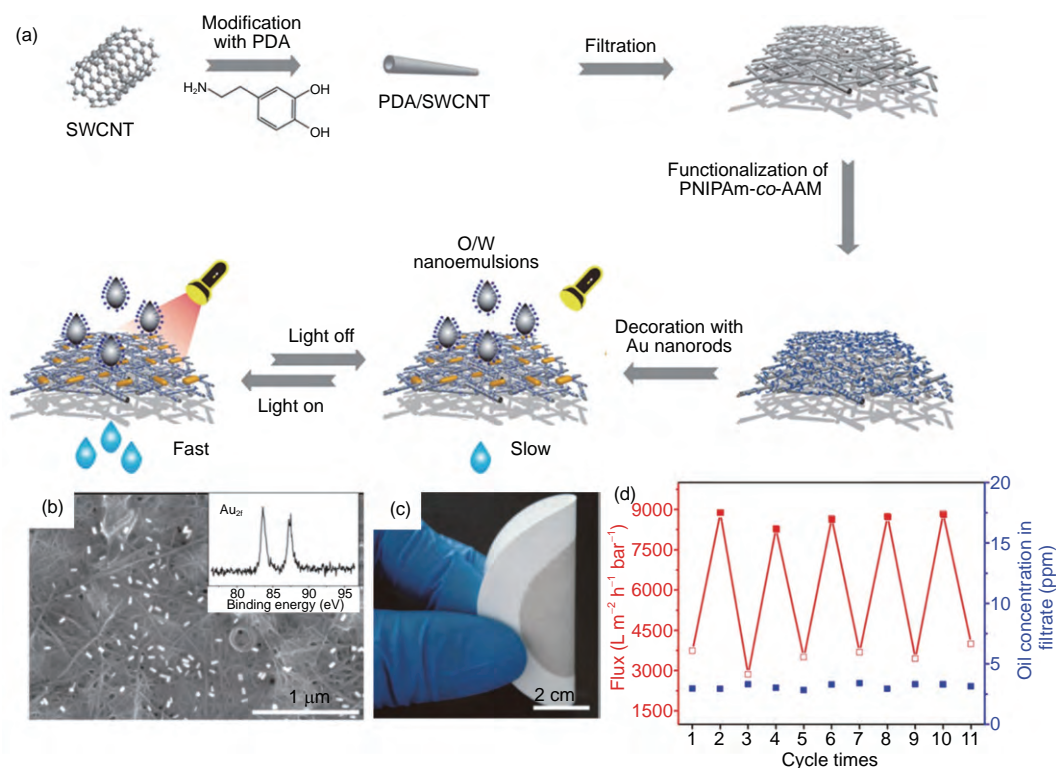 (a)
Modification
with PDA
H₂N
OH
OH
SWCNT
PDA/SWCNT
Filtration
Functionalization of
PNIPAm-co-AAM
O/W
nanoemulsions
Light off
Light on
Decoration with
Au nanorods
Fast
Slow
(b)
Au2f
80 85 90 95
Binding energy (eV)
1 μm
(c)
2 cm
(d)
9000
7500
6000
4500
3000
1500
Flux (L m⁻² h⁻¹ bar⁻¹)
20
15
10
5
0
Oil concentration in
filtrate (ppm)
1 2 3 4 5 6 7 8 9 10 11
Cycle times